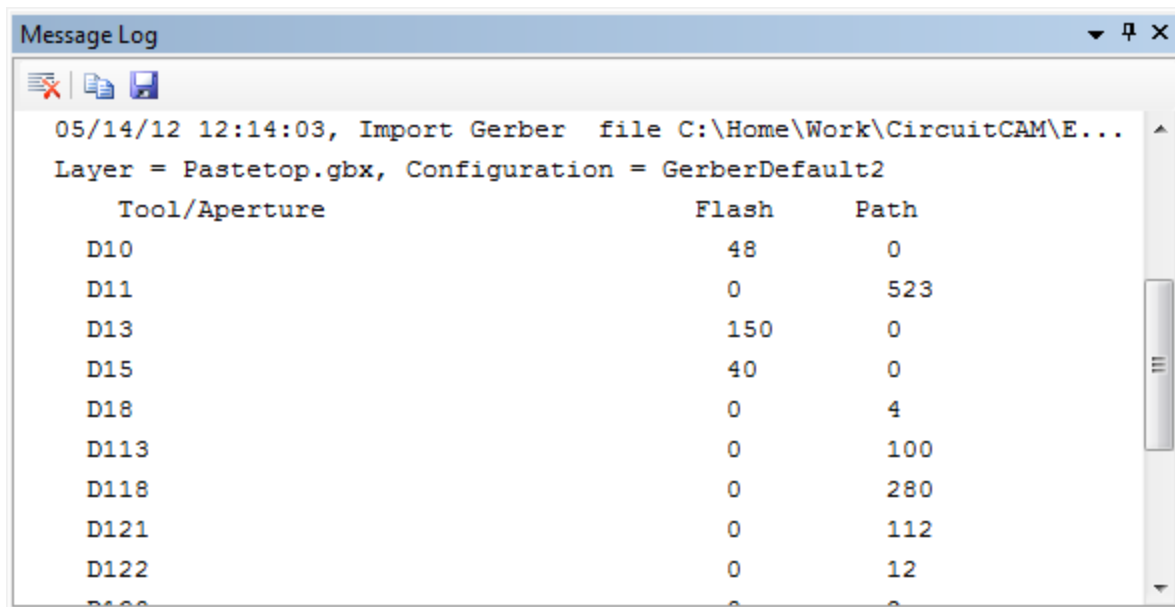 Message Log
05/14/12 12:14:03, Import Gerber  file C:\Home\Work\CircuitCAM\E...
Layer = Pastetop.gbx, Configuration = GerberDefault2
Tool/Aperture Flash Path
D10 48 0
D11 0 523
D13 150 0
D15 40 0
D18 0 4
D113 0 100
D118 0 280
D121 0 112
D122 0 12